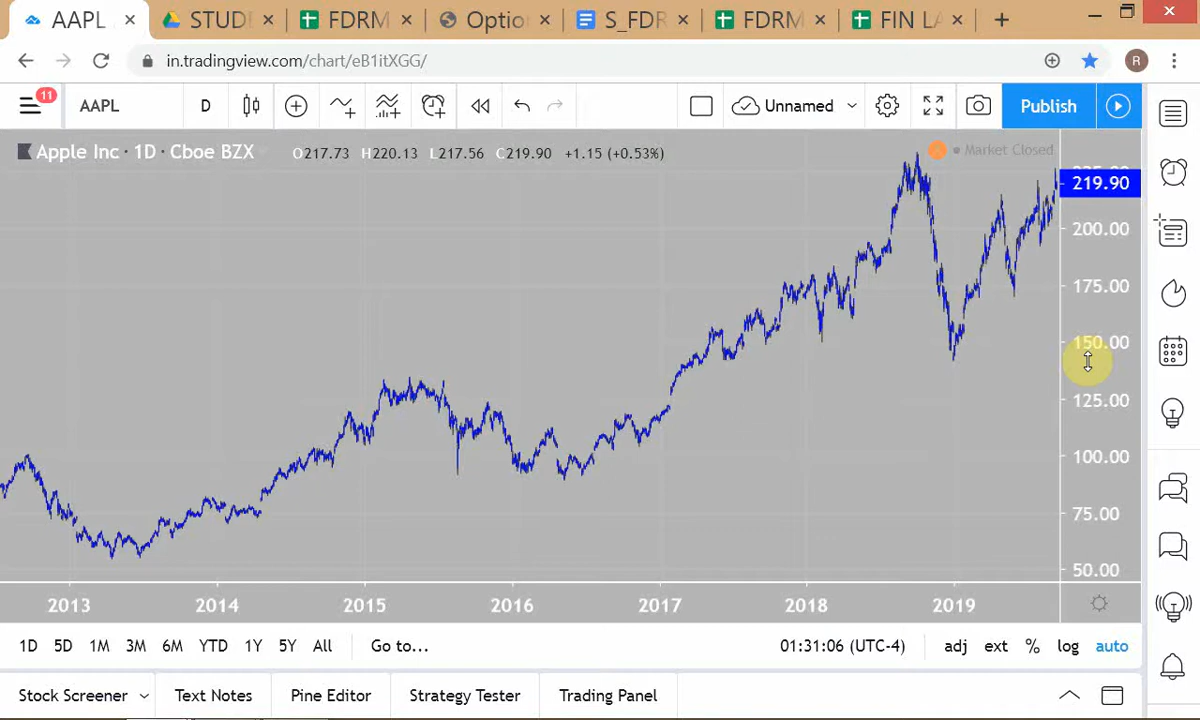 AAPL STUD FDRM Optio S_FDR FDRM FIN LA
in.tradingview.com/chart/eB1itXGG/ R
11 AAPL D Unnamed Publish
Apple Inc · 1D · Cboe BZX O217.73 H220.13 L217.56 C219.90 +1.15 (+0.53%) Market Closed
219.90
200.00
175.00
150.00
125.00
100.00
75.00
50.00
2013 2014 2015 2016 2017 2018 2019
1D 5D 1M 3M 6M YTD 1Y 5Y All Go to... 01:31:06 (UTC-4) adj ext % log auto
Stock Screener Text Notes Pine Editor Strategy Tester Trading Panel